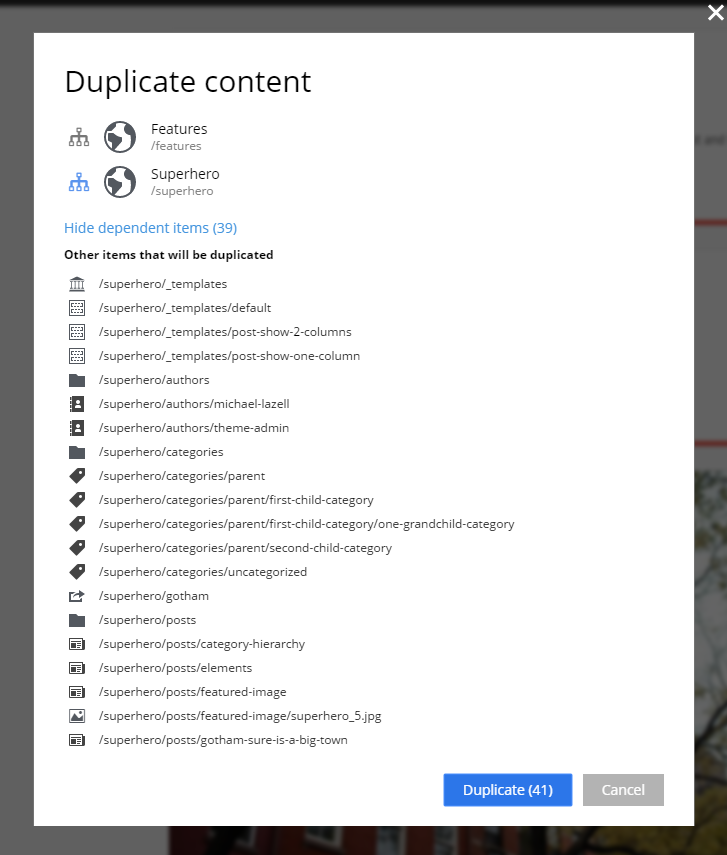 Duplicate content
Features
/features
Superhero
/superhero
Hide dependent items (39)
Other items that will be duplicated
/superhero/_templates
/superhero/_templates/default
/superhero/_templates/post-show-2-columns
/superhero/_templates/post-show-one-column
/superhero/authors
/superhero/authors/michael-lazell
/superhero/authors/theme-admin
/superhero/categories
/superhero/categories/parent
/superhero/categories/parent/first-child-category
/superhero/categories/parent/first-child-category/one-grandchild-category
/superhero/categories/parent/second-child-category
/superhero/categories/uncategorized
/superhero/gotham
/superhero/posts
/superhero/posts/category-hierarchy
/superhero/posts/elements
/superhero/posts/featured-image
/superhero/posts/featured-image/superhero_5.jpg
/superhero/posts/gotham-sure-is-a-big-town
Duplicate (41)
Cancel